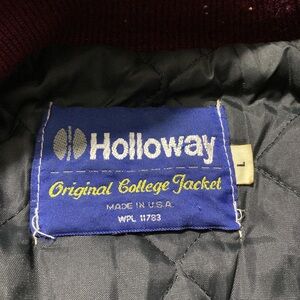 Holloway
Original College Jacket
MADE IN U.S.A.
WPL 11783
L